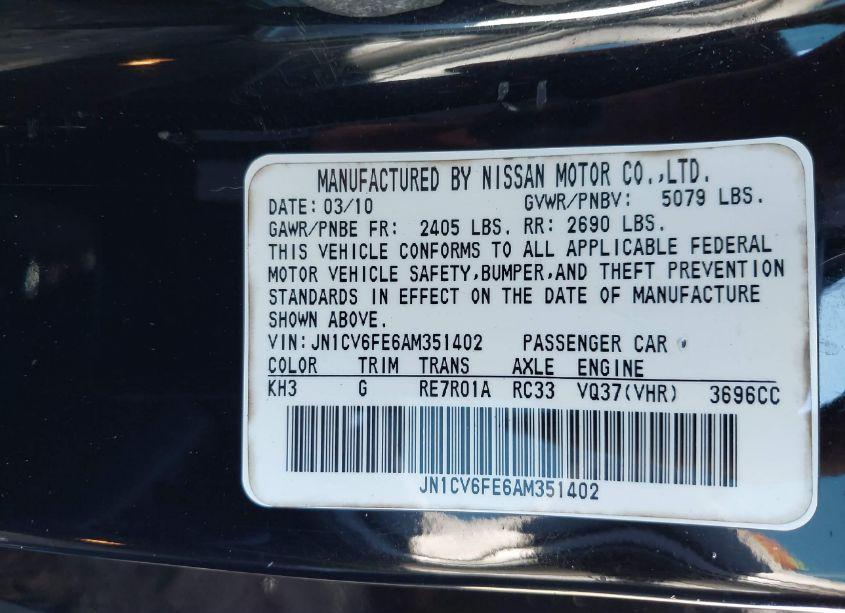 MANUFACTURED BY NISSAN MOTOR CO.,LTD.
DATE: 03/10 GVWR/PNBV: 5079 LBS.
GAWR/PNBE FR: 2405 LBS. RR: 2690 LBS.
THIS VEHICLE CONFORMS TO ALL APPLICABLE FEDERAL
MOTOR VEHICLE SAFETY,BUMPER,AND THEFT PREVENTION
STANDARDS IN EFFECT ON THE DATE OF MANUFACTURE
SHOWN ABOVE.
VIN:JN1CV6FE6AM351402 PASSENGER CAR
COLOR TRIM TRANS AXLE ENGINE
KH3 G RE7R01A RC33 VQ37(VHR) 3696CC
JN1CV6FE6AM351402